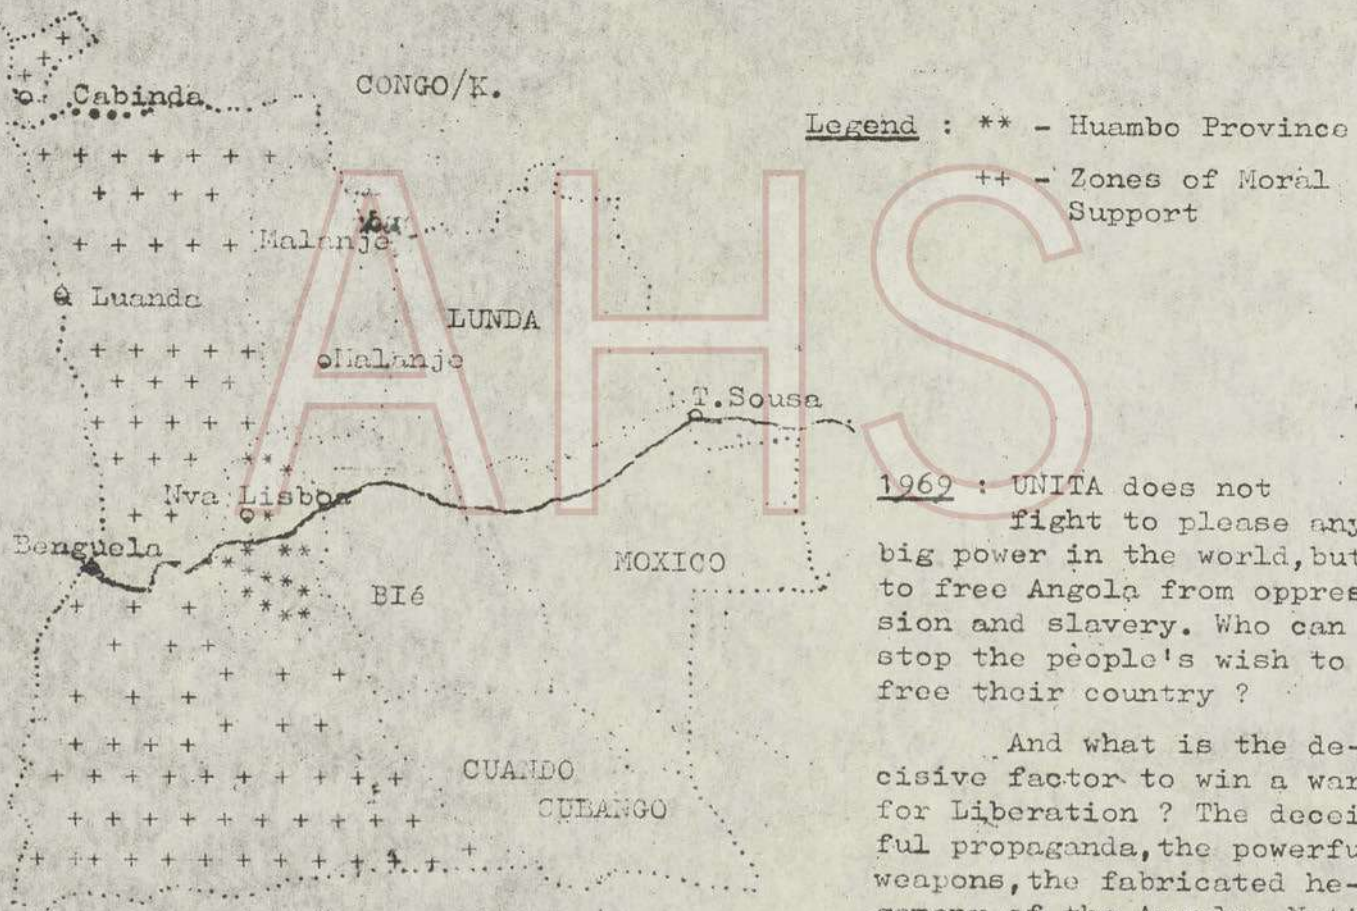 CONGO/K.
Cabinda
Legend : ** - Huambo Province
++ - Zones of Moral
Support
Malanje
Luanda
LUNDA
Malanje
T.Sousa
Nva Lisboa
Benguela
MOXICO
BIé
CUANDO
CUBANGO
AHS
1969 : UNITA does not
fight to please any
big power in the world,but
to free Angola from oppres
sion and slavery. Who can
stop the people's wish to
free their country ?
And what is the de-
cisive factor to win a war
for Liberation ? The decei
ful propaganda,the powerfu
weapons,the fabricated he-